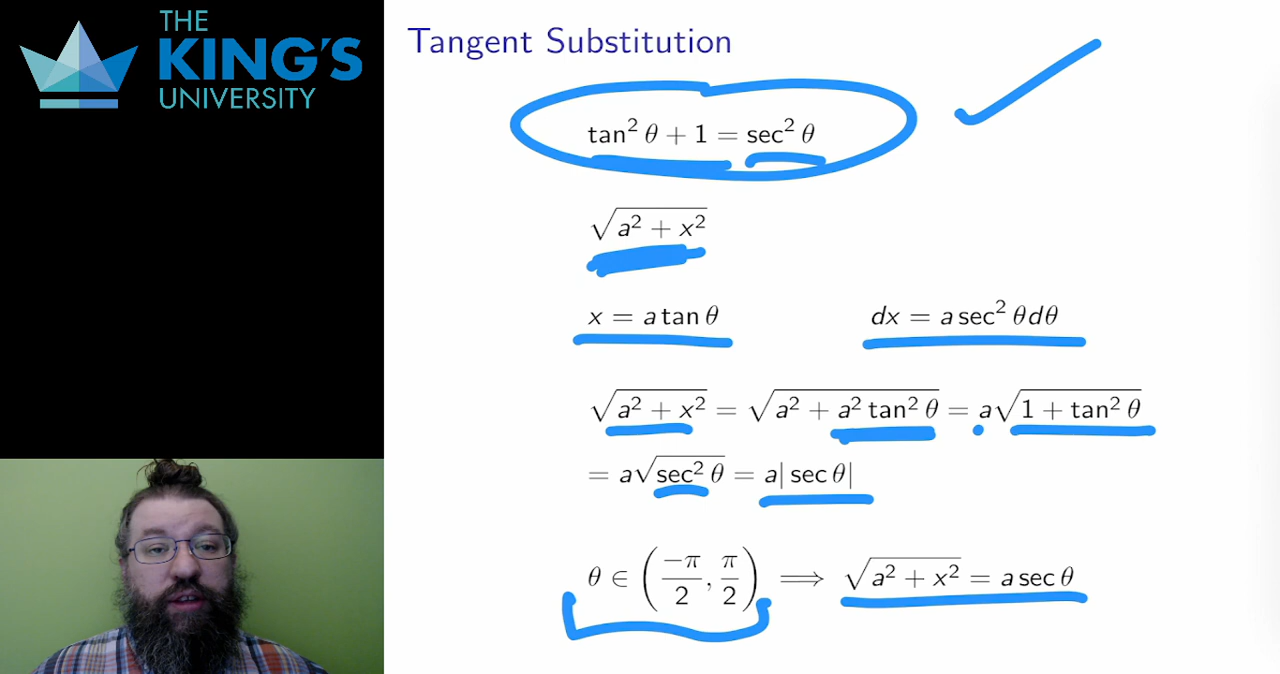 THE
KING'S
UNIVERSITY
Tangent Substitution
tan² θ + 1 = sec² θ
√(a² + x²)
x = a tan θ    dx = a sec² θdθ
√(a² + x²) = √(a² + a² tan² θ) = a√(1 + tan² θ)
= a√(sec² θ) = a| sec θ|
θ ∈ (−π/2, π/2) ⟹ √(a² + x²) = a sec θ